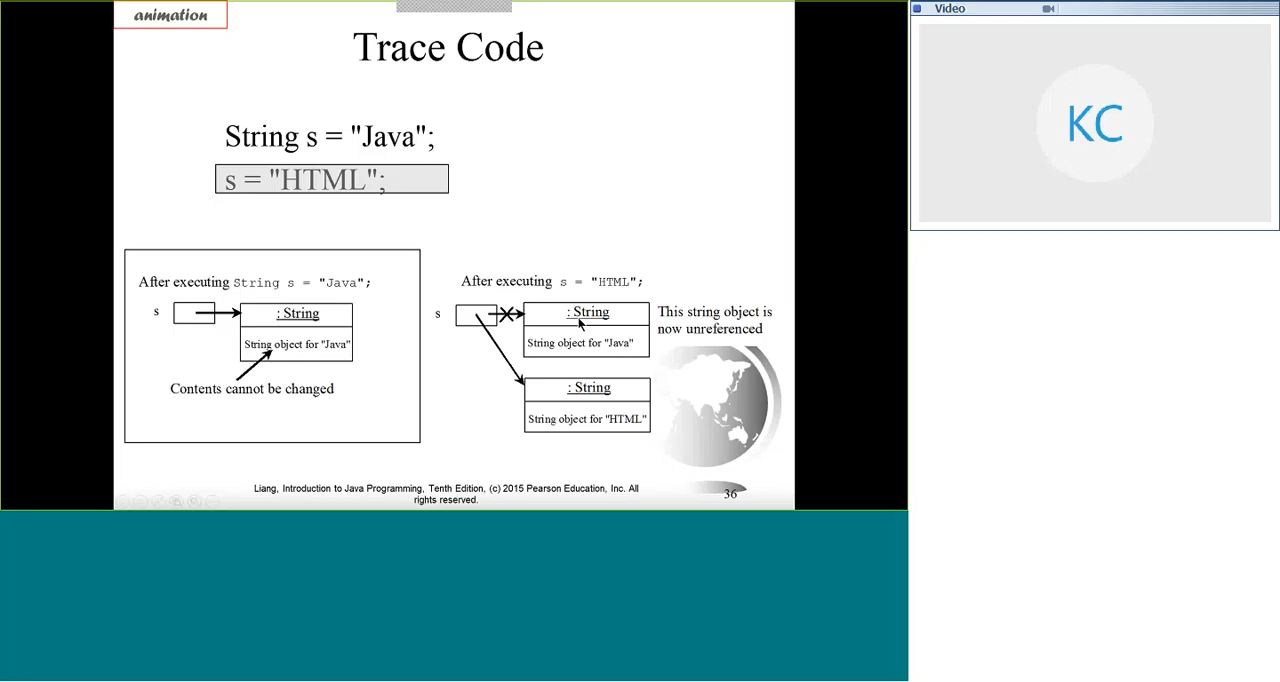 animation
Trace Code
String s = "Java";
s = "HTML";
After executing String s = "Java";
s
: String
String object for "Java"
Contents cannot be changed
After executing s = "HTML";
s
: String
String object for "Java"
This string object is
now unreferenced
: String
String object for "HTML"
Liang, Introduction to Java Programming, Tenth Edition, (c) 2015 Pearson Education, Inc. All
rights reserved.
36
Video
KC